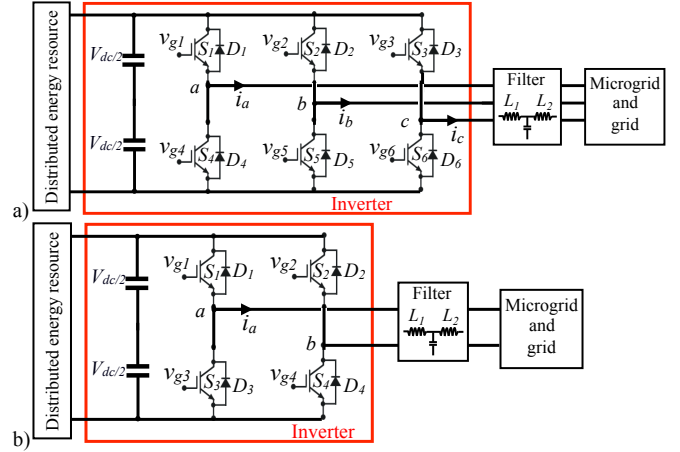 a)
Distributed energy resource
Vdc/2
Vdc/2
vg1 S1 D1
vg2 S2 D2
vg3 S3 D3
a
ia
b
ib
c
ic
vg4 S4 D4
vg5 S5 D5
vg6 S6 D6
Inverter
Filter
L1 L2
Microgrid
and
grid
b)
Distributed energy resource
Vdc/2
Vdc/2
vg1 S1 D1
vg2 S2 D2
a
ia
b
vg3 S3 D3
vg4 S4 D4
Inverter
Filter
L1 L2
Microgrid
and
grid